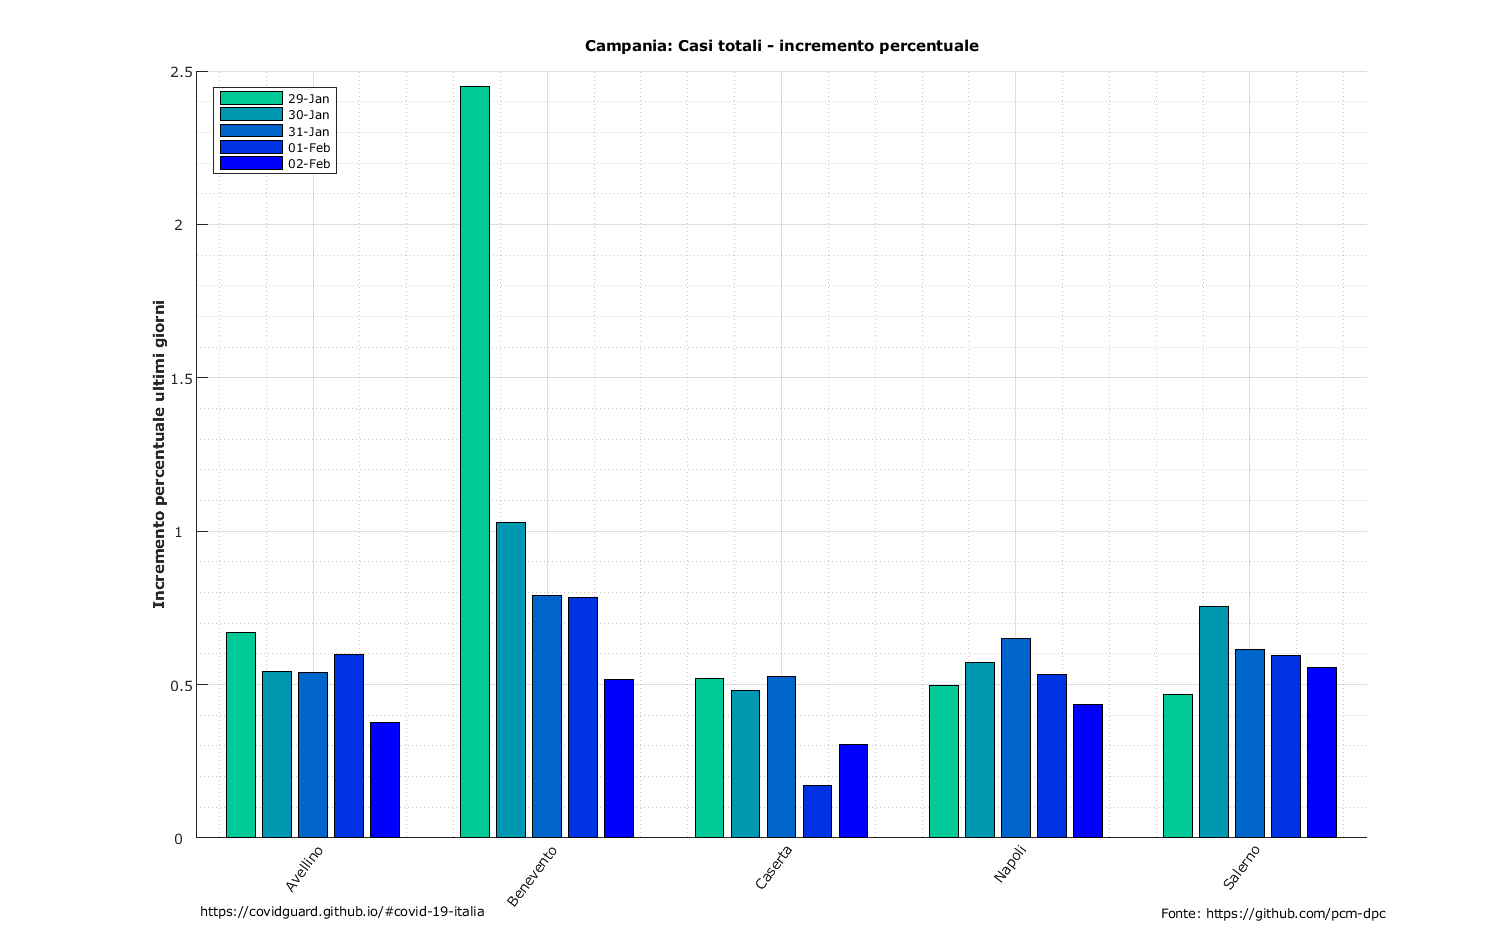 Campania: Casi totali - incremento percentuale
Incremento percentuale ultimi giorni
2.5
2
1.5
1
0.5
0
29-Jan
30-Jan
31-Jan
01-Feb
02-Feb
Avellino
Benevento
Caserta
Napoli
Salerno
https://covidguard.github.io/#covid-19-italia
Fonte: https://github.com/pcm-dpc